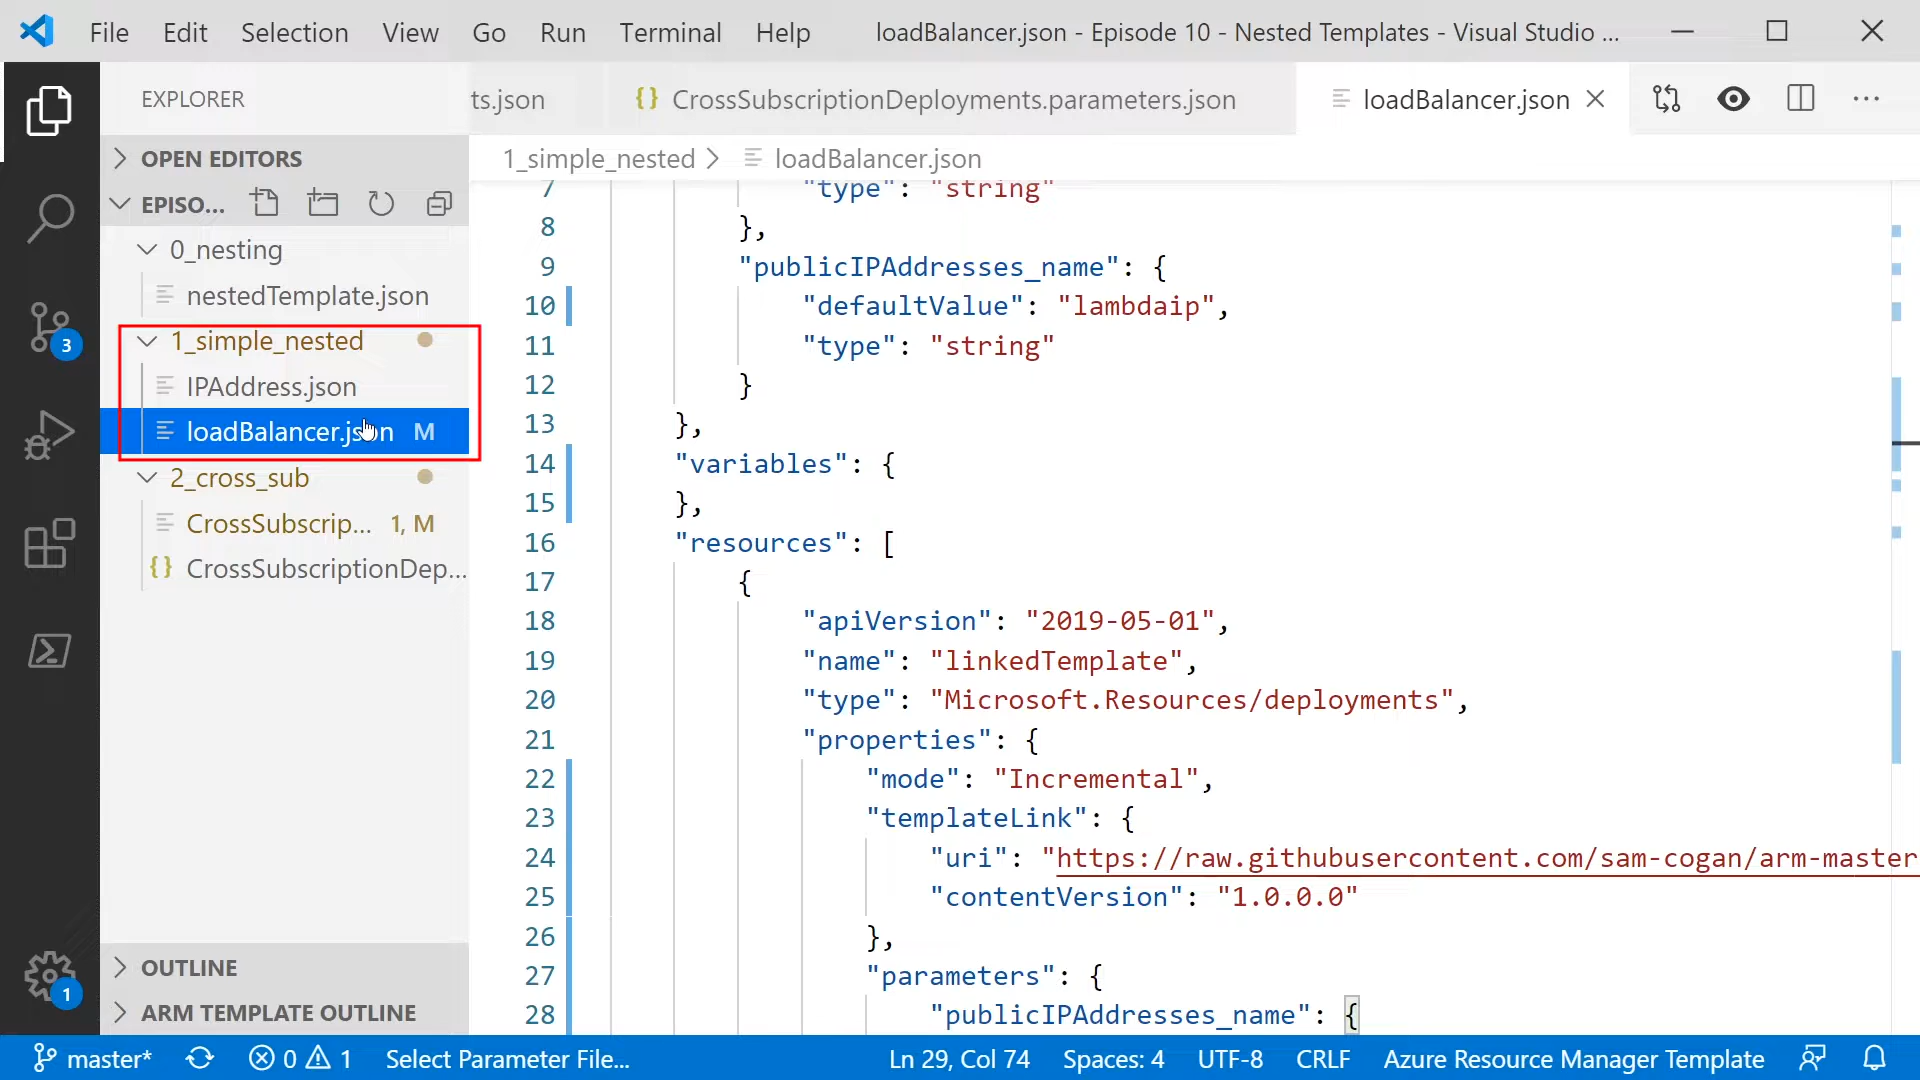 File Edit Selection View Go Run Terminal Help loadBalancer.json - Episode 10 - Nested Templates - Visual Studio ...
EXPLORER
ts.json
CrossSubscriptionDeployments.parameters.json
loadBalancer.json
OPEN EDITORS
EPISO...
0_nesting
nestedTemplate.json
1_simple_nested
IPAddress.json
loadBalancer.json M
2_cross_sub
CrossSubscrip... 1, M
CrossSubscriptionDep...
OUTLINE
ARM TEMPLATE OUTLINE
3
1
1_simple_nested > loadBalancer.json
7 "type": "string"
8 },
9 "publicIPAddresses_name": {
10 "defaultValue": "lambdaip",
11 "type": "string"
12 }
13 },
14 "variables": {
15 },
16 "resources": [
17 {
18 "apiVersion": "2019-05-01",
19 "name": "linkedTemplate",
20 "type": "Microsoft.Resources/deployments",
21 "properties": {
22 "mode": "Incremental",
23 "templateLink": {
24 "uri": "https://raw.githubusercontent.com/sam-cogan/arm-master
25 "contentVersion": "1.0.0.0"
26 },
27 "parameters": {
28 "publicIPAddresses_name": {
master* 0 1 Select Parameter File... Ln 29, Col 74 Spaces: 4 UTF-8 CRLF Azure Resource Manager Template